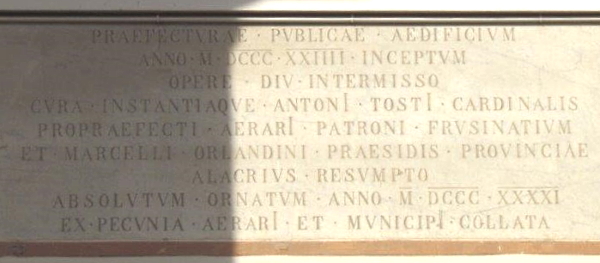 PRAEFECTVRAE · PVBLICAE · AEDIFICIVM
ANNO · M · DCCC · XXIIII · INCEPTVM
OPERE · DIV · INTERMISSO
CVRA · INSTANTIAQVE · ANTONI · TOSTI · CARDINALIS
PROPRAEFECTI · AERARI · PATRONI · FRVSINATIVM
ET · MARCELLI · ORLANDINI · PRAESIDIS · PROVINCIAE
ALACRIVS · RESVMPTO
ABSOLVTVM · ORNATVM · ANNO · M · DCCC · XXXXI
EX · PECVNIA · AERARI · ET · MVNICIPI · COLLATA